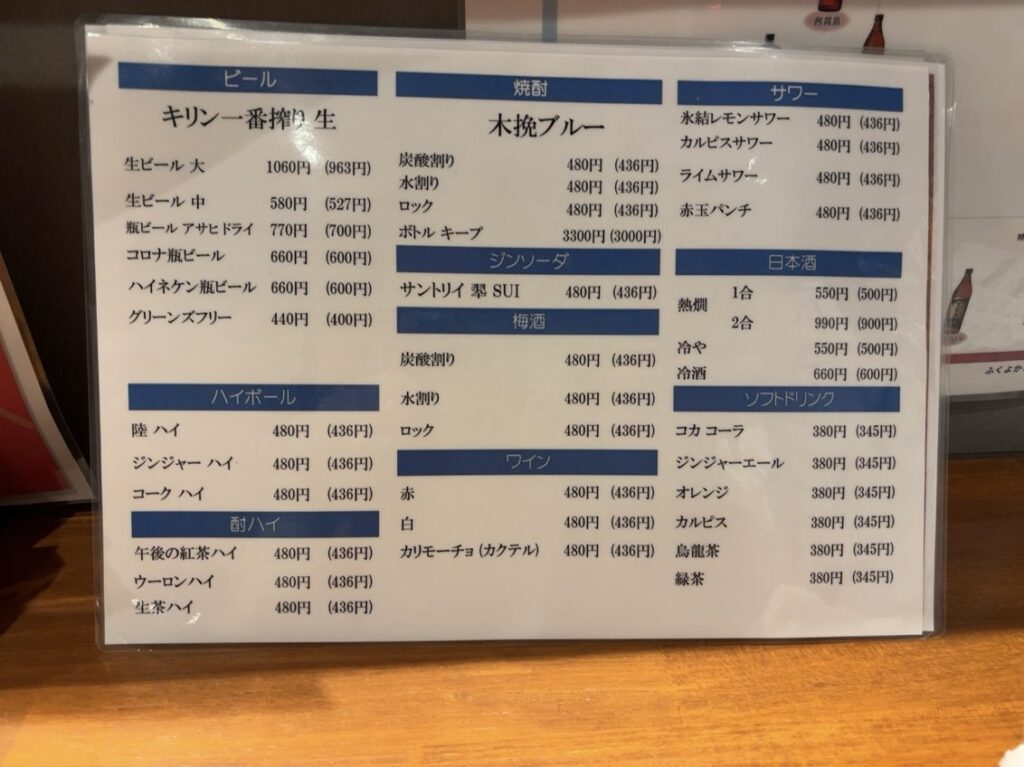 ビール
キリン一番搾り 生
生ビール 大 1060円 (963円)
生ビール 中 580円 (527円)
瓶ビール アサヒドライ 770円 (700円)
コロナ瓶ビール 660円 (600円)
ハイネケン瓶ビール 660円 (600円)
グリーンズフリー 440円 (400円)
ハイボール
陸 ハイ 480円 (436円)
ジンジャー ハイ 480円 (436円)
コーク ハイ 480円 (436円)
酎ハイ
午後の紅茶ハイ 480円 (436円)
ウーロンハイ 480円 (436円)
生茶ハイ 480円 (436円)
焼酎
木挽ブルー
炭酸割り 480円 (436円)
水割り 480円 (436円)
ロック 480円 (436円)
ボトル キープ 3300円 (3000円)
ジンソーダ
サントリイ 翠 SUI 480円 (436円)
梅酒
炭酸割り 480円 (436円)
水割り 480円 (436円)
ロック 480円 (436円)
ワイン
赤 480円 (436円)
白 480円 (436円)
カリモーチョ (カクテル) 480円 (436円)
サワー
氷結レモンサワー 480円 (436円)
カルピスサワー 480円 (436円)
ライムサワー 480円 (436円)
赤玉パンチ 480円 (436円)
日本酒
熱燗 1合 550円 (500円)
2合 990円 (900円)
冷や 550円 (500円)
冷酒 660円 (600円)
ソフトドリンク
コカ コーラ 380円 (345円)
ジンジャーエール 380円 (345円)
オレンジ 380円 (345円)
カルピス 380円 (345円)
烏龍茶 380円 (345円)
緑茶 380円 (345円)
ふくよか